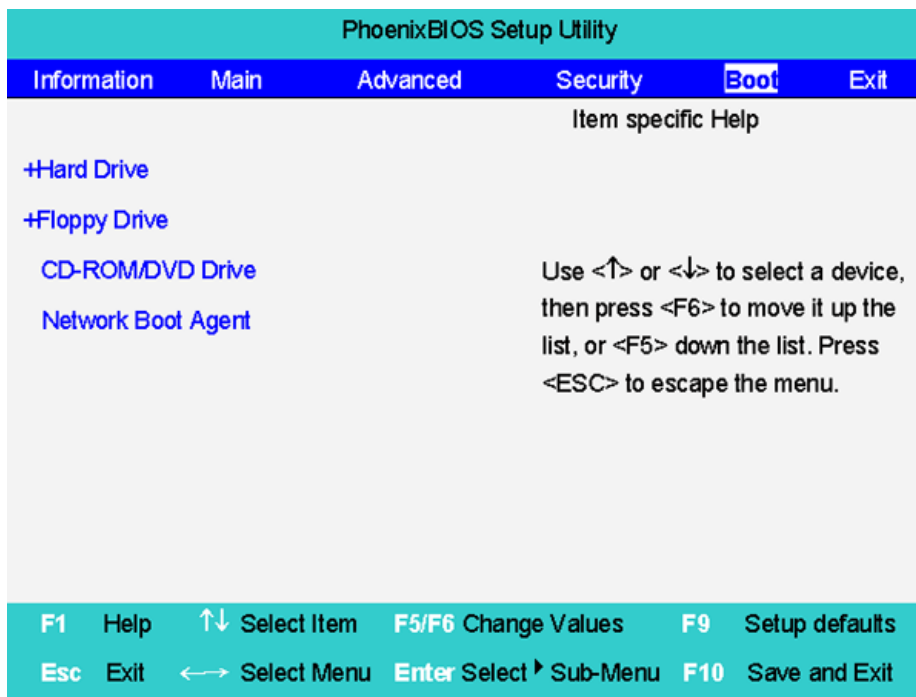 PhoenixBIOS Setup Utility
Information Main Advanced Security Boot Exit
Item specific Help
+Hard Drive
+Floppy Drive
CD-ROM/DVD Drive
Network Boot Agent
Use <↑> or <↓> to select a device,
then press <F6> to move it up the
list, or <F5> down the list. Press
<ESC> to escape the menu.
F1 Help ↑↓ Select Item F5/F6 Change Values F9 Setup defaults
Esc Exit ←→ Select Menu Enter Select ▸ Sub-Menu F10 Save and Exit